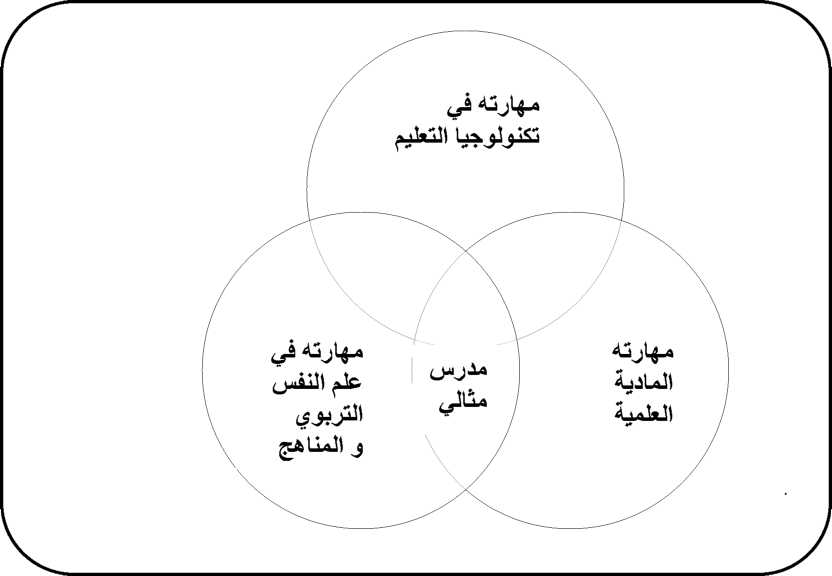 مهارته في
تكنولوجيا التعليم
مهارته
المادية
العلمية
مدرس
مثالي
مهارته في
علم النفس
التربوي
و المناهج